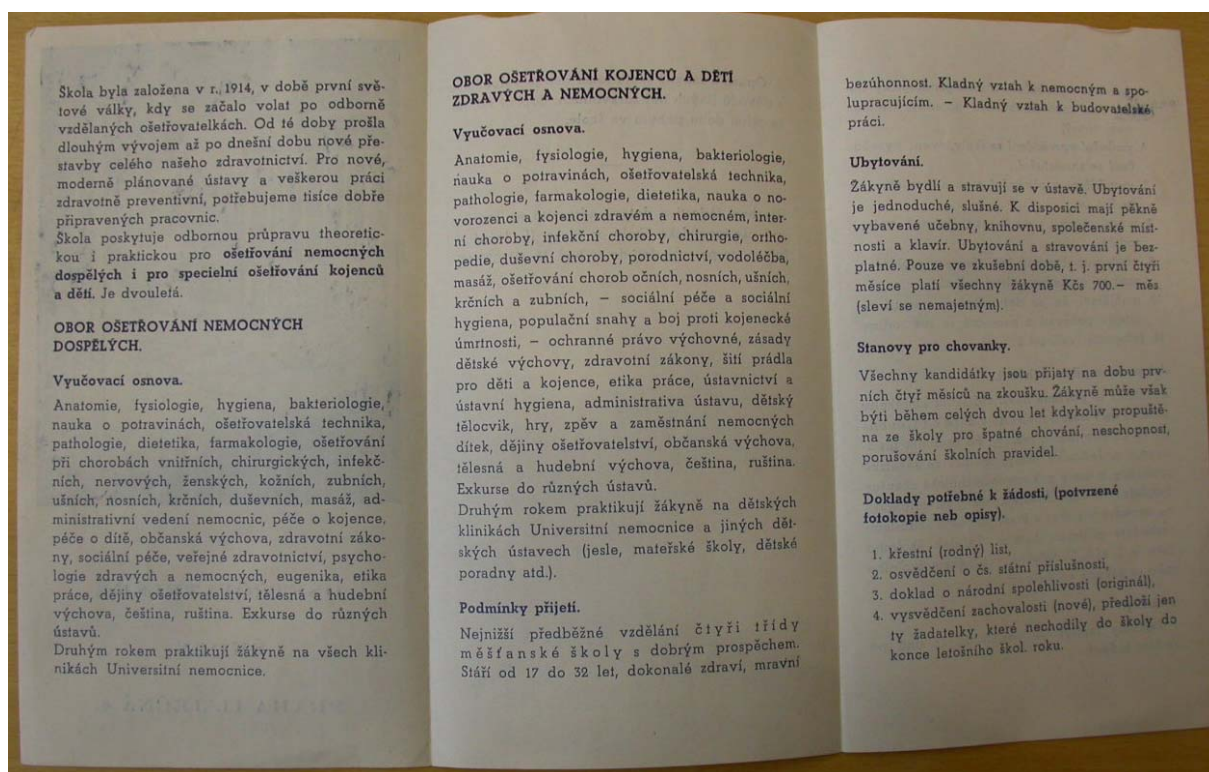 Škola byla založena v r. 1914, v době první svě-
tové války, kdy se začalo volat po odborně
vzdělaných ošetřovatelkách. Od té doby prošla
dlouhým vývojem až po dnešní dobu nové pře-
stavby celého našeho zdravotnictví. Pro nové,
moderně plánované ústavy a veškerou práci
zdravotně preventivní, potřebujeme tisíce dobře
připravených pracovnic.
Škola poskytuje odbornou průpravu theoretic-
kou i praktickou pro ošetřování nemocných
dospělých i pro specielní ošetřování kojenců
a dětí. Je dvouletá.
OBOR OŠETŘOVÁNÍ NEMOCNÝCH
DOSPĚLÝCH.
Vyučovací osnova.
Anatomie, fysiologie, hygiena, bakteriologie,
nauka o potravinách, ošetřovatelská technika,
pathologie, dietetika, farmakologie, ošetřování
při chorobách vnitřních, chirurgických, infekč-
ních, nervových, ženských, kožních, zubních,
ušních, nosních, krčních, duševních, masáž, ad-
ministrativní vedení nemocnic, péče o kojence,
péče o dítě, občanská výchova, zdravotní záko-
ny, sociální péče, veřejné zdravotnictví, psycho-
logie zdravých a nemocných, eugenika, etika
práce, dějiny ošetřovatelství, tělesná a hudební
výchova, čeština, ruština. Exkurse do různých
ústavů.
Druhým rokem praktikují žákyně na všech kli-
nikách Universitní nemocnice.
OBOR OŠETŘOVÁNÍ KOJENCŮ A DĚTÍ
ZDRAVÝCH A NEMOCNÝCH.
Vyučovací osnova.
Anatomie, fysiologie, hygiena, bakteriologie,
nauka o potravinách, ošetřovatelská technika,
pathologie, farmakologie, dietetika, nauka o no-
vorozenci a kojenci zdravém a nemocném, inter-
ní choroby, infekční choroby, chirurgie, ortho-
pedie, duševní choroby, porodnictví, vodoléčba,
masáž, ošetřování chorob očních, nosních, ušních,
krčních a zubních, – sociální péče a sociální
hygiena, populační snahy a boj proti kojenecké
úmrtnosti, – ochranné právo výchovné, zásady
dětské výchovy, zdravotní zákony, šití prádla
pro děti a kojence, etika práce, ústavnictví a
ústavní hygiena, administrativa ústavu, dětský
tělocvik, hry, zpěv a zaměstnání nemocných
dítek, dějiny ošetřovatelství, občanská výchova,
tělesná a hudební výchova, čeština, ruština.
Exkurse do různých ústavů.
Druhým rokem praktikují žákyně na dětských
klinikách Universitní nemocnice a jiných dět-
ských ústavech (jesle, mateřské školy, dětské
poradny atd.).
Podmínky přijetí.
Nejnižší předběžné vzdělání čtyři třídy
měšťanské školy s dobrým prospěchem.
Stáří od 17 do 32 let, dokonalé zdraví, mravní
bezúhonnost. Kladný vztah k nemocným a spo-
lupracujícím. – Kladný vztah k budovatelské
práci.
Ubytování.
Žákyně bydlí a stravují se v ústavě. Ubytování
je jednoduché, slušné. K disposici mají pěkně
vybavené učebny, knihovnu, společenské míst-
nosti a klavír. Ubytování a stravování je bez-
platné. Pouze ve zkušební době, t. j. první čtyři
měsíce platí všechny žákyně Kčs 700.— měs
(sleví se nemajetným).
Stanovy pro chovanky.
Všechny kandidátky jsou přijaty na dobu prv-
ních čtyř měsíců na zkoušku. Žákyně může však
býti během celých dvou let kdykoliv propuště-
na ze školy pro špatné chování, neschopnost,
porušování školních pravidel.
Doklady potřebné k žádosti, (potvrzené
fotokopie neb opisy).
1. křestní (rodný) list,
2. osvědčení o čs. státní příslušnosti,
3. doklad o národní spolehlivosti (originál),
4. vysvědčení zachovalosti (nové), předloží jen
ty žadatelky, které nechodily do školy do
konce letošního škol. roku.